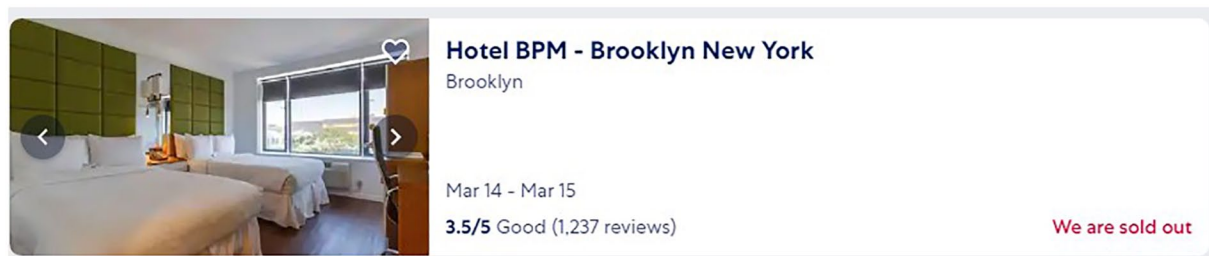 Hotel BPM - Brooklyn New York
Brooklyn
Mar 14 - Mar 15
3.5/5 Good (1,237 reviews)
We are sold out